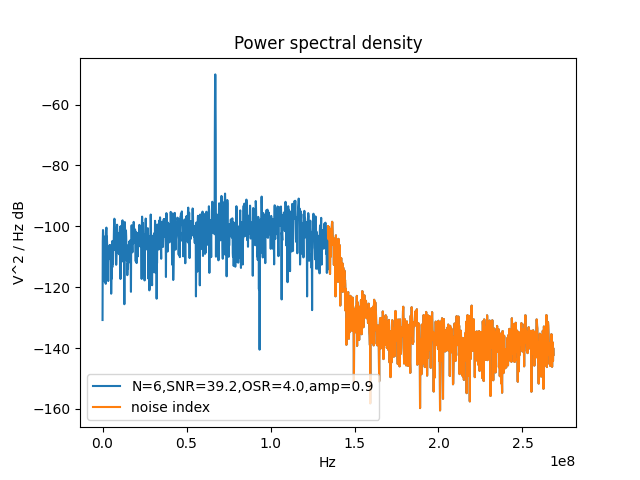 Power spectral density
V^2 / Hz dB
−60
−80
−100
−120
−140
−160
N=6,SNR=39.2,OSR=4.0,amp=0.9
noise index
0.0 0.5 1.0 1.5 2.0 2.5
1e8
Hz